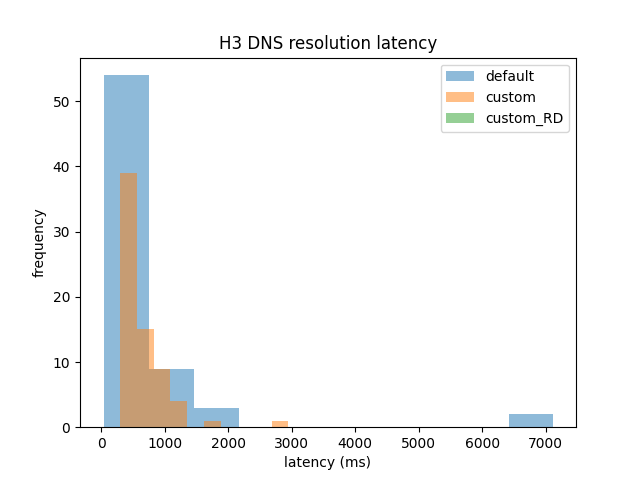 H3 DNS resolution latency
default
custom
custom_RD
frequency
50
40
30
20
10
0
0 1000 2000 3000 4000 5000 6000 7000
latency (ms)